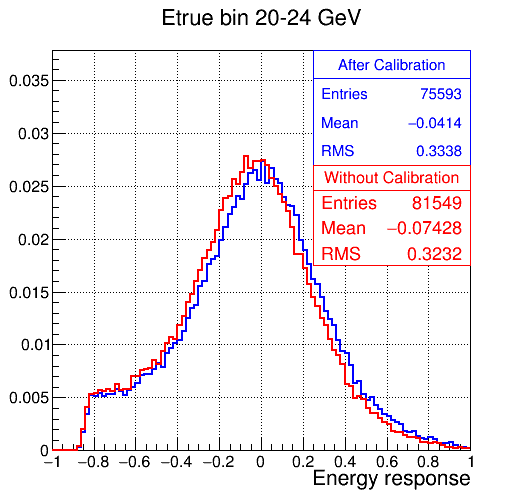 Etrue bin 20-24 GeV
After Calibration
Entries 75593
Mean −0.0414
RMS 0.3338
Without Calibration
Entries 81549
Mean −0.07428
RMS 0.3232
0.035
0.03
0.025
0.02
0.015
0.01
0.005
0
−1 −0.8 −0.6 −0.4 −0.2 0 0.2 0.4 0.6 0.8 1
Energy response